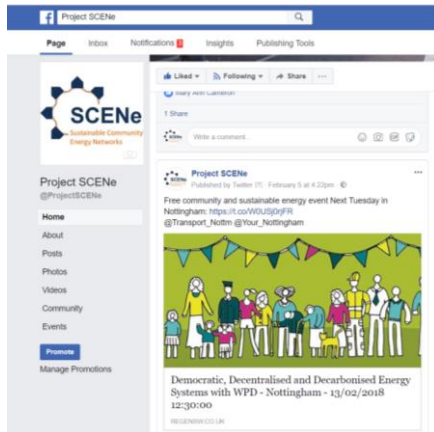 Project SCENe
Page Inbox Notifications Insights Publishing Tools
Liked Following Share ...
SCENe
Sustainable Community
Energy Networks
Mary Ann Cameron
1 Share
Write a comment...
Project SCENe
@ProjectSCENe
Home
About
Posts
Photos
Videos
Community
Events
Promote
Manage Promotions
Project SCENe
Published by Twitter [?] · February 5 at 4:22pm ·
Free community and sustainable energy event Next Tuesday in
Nottingham:
@Transport_Nottm @Your_Nottingham
Democratic, Decentralised and Decarbonised Energy
Systems with WPD - Nottingham - 13/02/2018
12:30:00
REGENSW.CO.UK